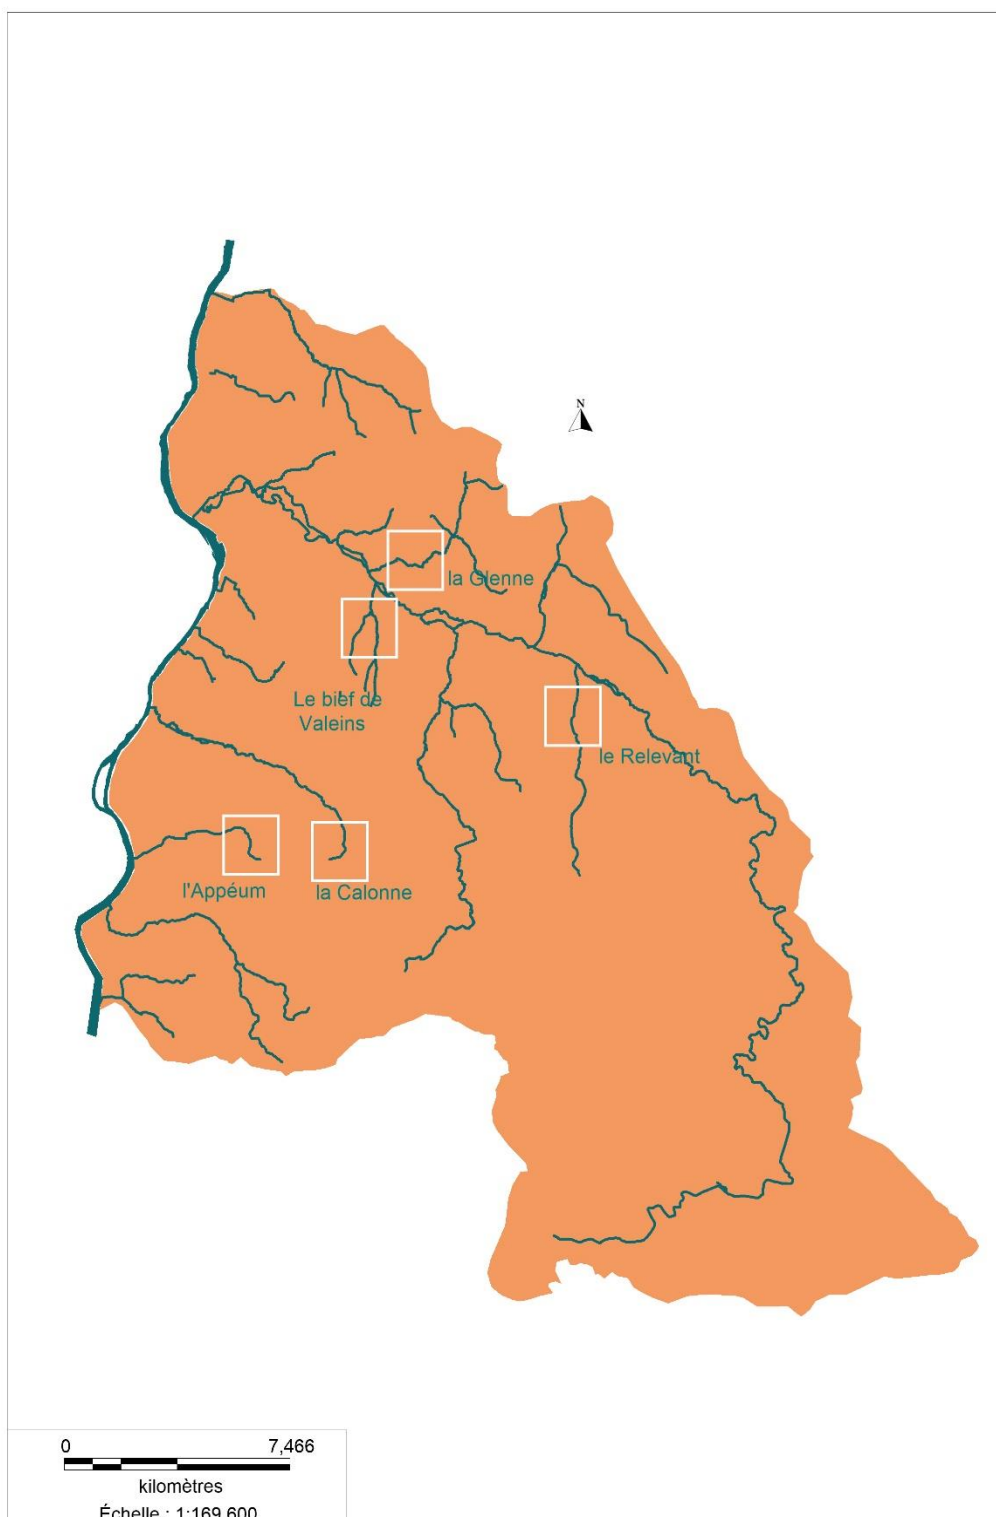 N
la Glenne
Le bief de
Valeins
le Relevant
l'Appéum
la Calonne
0 7,466
kilomètres
Échelle : 1:169 600